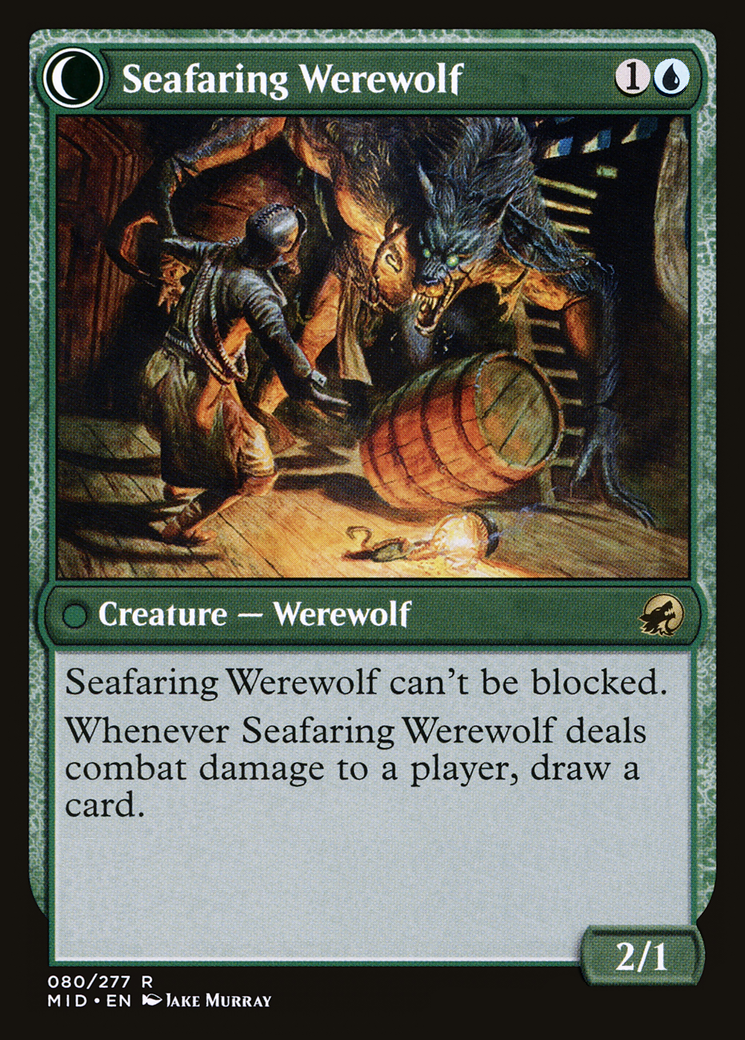 Seafaring Werewolf 1
Creature — Werewolf
Seafaring Werewolf can't be blocked.
Whenever Seafaring Werewolf deals
combat damage to a player, draw a
card.
2/1
080/277 R
MID • EN Jake Murray